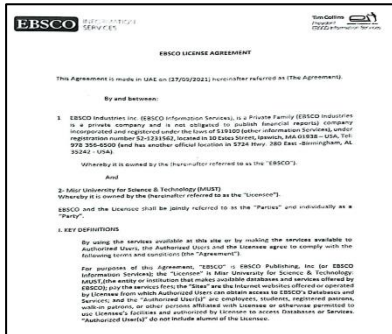 EBSCO INFORMATION SERVICES
Tim Collins
President
EBSCO Information Services
EBSCO LICENSE AGREEMENT
This Agreement is made in UAE on (27/05/2021) hereinafter referred as (The Agreement).
By and between:
1 EBSCO Industries Inc. (EBSCO Information Services), is a Private Family (EBSCO Industries
is a private company and is not obligated to publish financial reports) company
incorporated and registered under the laws of 519100 (other information Services), under
registration number 52-1231562, located in 10 Estes Street, Ipswich, MA 01938 – USA, Tel:
978 356-6500 (and has another official location in 5724 Hwy. 280 East -Birmingham, AL
35242 - USA).
Whereby it is owned by the (hereinafter referred to as the "EBSCO").
And
2- Misr University for Science & Technology (MUST)
Whereby it is owned by the (hereinafter referred to as the "Licensee").
EBSCO and the Licensee shall be jointly referred to as the "Parties" and individually as a
"Party".
I. KEY DEFINITIONS
By using the services available at this site or by making the services available to
Authorized Users, the Authorized Users and the Licensee agree to comply with the
following terms and conditions (the "Agreement").
For purposes of this Agreement, "EBSCO" is EBSCO Publishing, Inc (or EBSCO
Information Services); the "Licensee" is Misr University for Science & Technology:
MUST,(the entity or institution that makes available databases and services offered by
EBSCO); pay the services fees; the "Sites" are the Internet websites offered or operated
by Licensee from which Authorized Users can obtain access to EBSCO's Databases and
Services; and the "Authorized User(s)" are employees, students, registered patrons,
walk-in patrons, or other persons affiliated with Licensee or otherwise permitted to
use Licensee's facilities and authorized by Licensee to access Databases or Services.
"Authorized User(s)" do not include alumni of the Licensee.